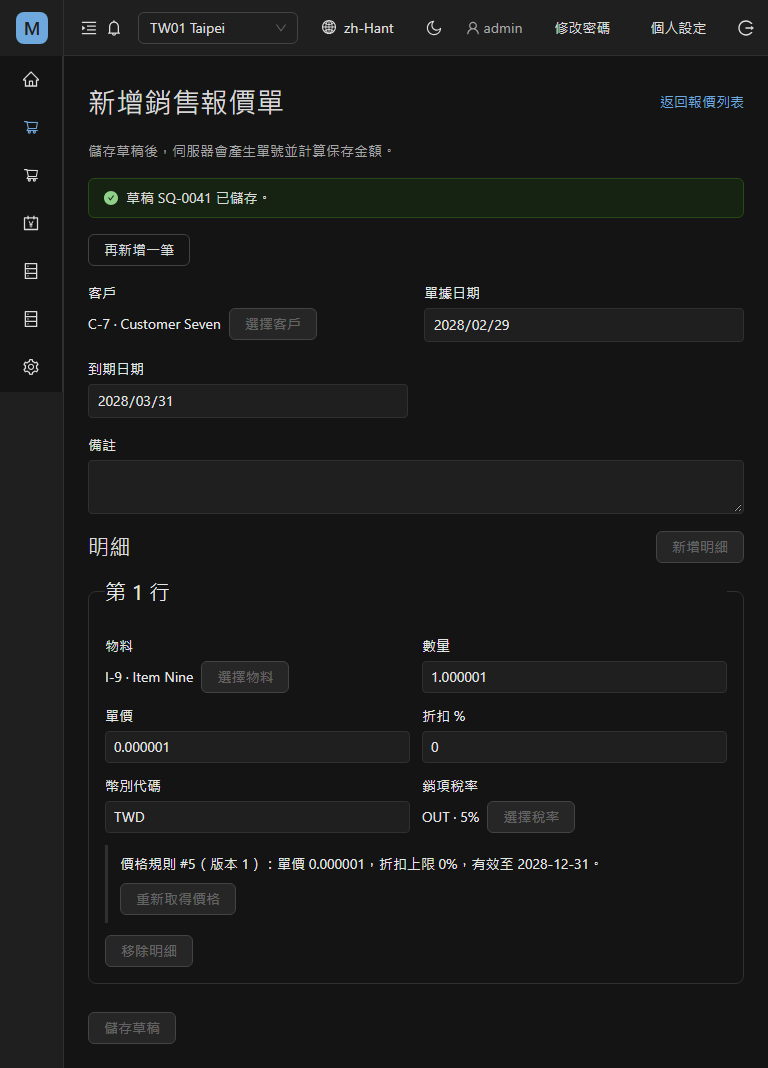 M
TW01 Taipei
zh-Hant
admin
修改密碼
個人設定
新增銷售報價單
返回報價列表
儲存草稿後，伺服器會產生單號並計算保存金額。
草稿 SQ-0041 已儲存。
再新增一筆
客戶
單據日期
C-7 · Customer Seven
選擇客戶
2028/02/29
到期日期
2028/03/31
備註
明細
新增明細
第 1 行
物料
數量
I-9 · Item Nine
選擇物料
1.000001
單價
折扣 %
0.000001
0
幣別代碼
銷項稅率
TWD
OUT · 5%
選擇稅率
價格規則 #5（版本 1）：單價 0.000001，折扣上限 0%，有效至 2028-12-31。
重新取得價格
移除明細
儲存草稿